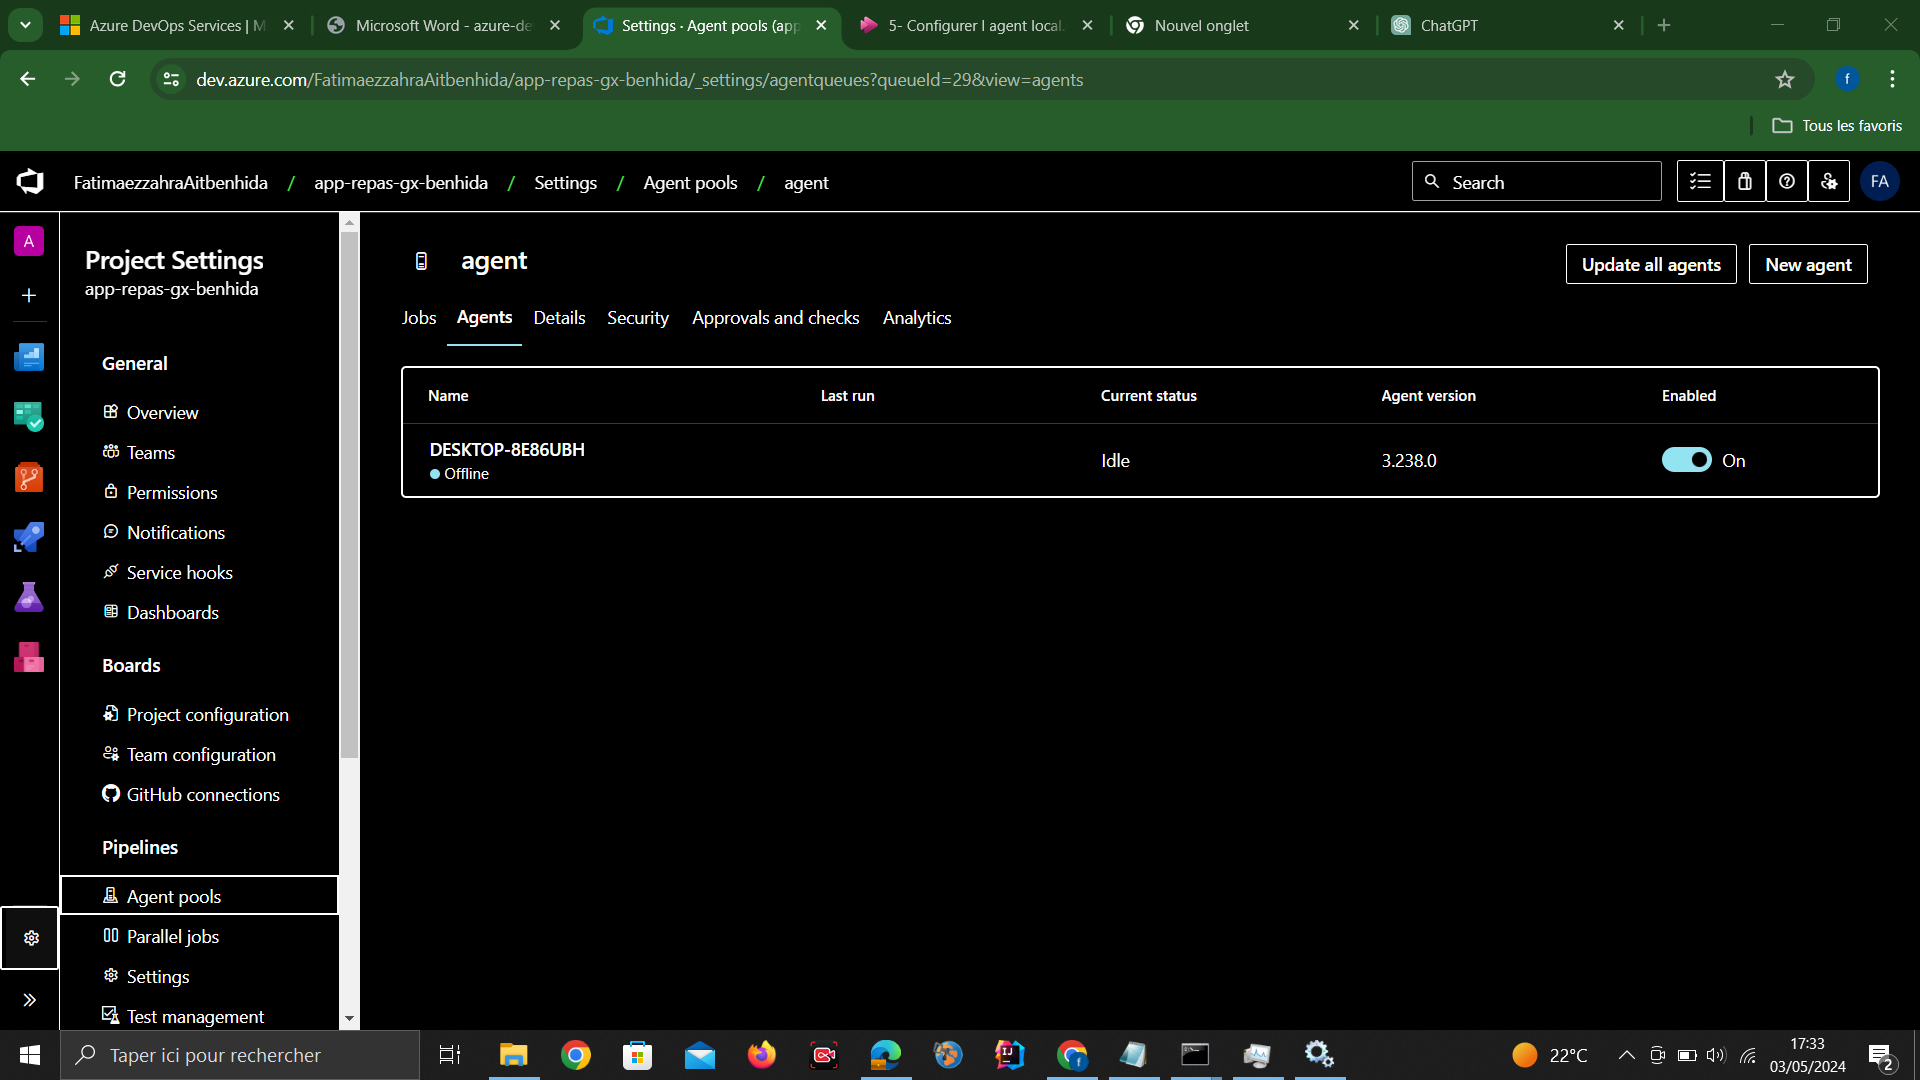 Azure DevOps Services | M
Microsoft Word - azure-de
Settings · Agent pools (app
5- Configurer l agent local.
Nouvel onglet
ChatGPT
dev.azure.com/FatimaezzahraAitbenhida/app-repas-gx-benhida/_settings/agentqueues?queueId=29&view=agents
f
Tous les favoris
FatimaezzahraAitbenhida / app-repas-gx-benhida / Settings / Agent pools / agent
Search
FA
A
Project Settings
app-repas-gx-benhida
General
Overview
Teams
Permissions
Notifications
Service hooks
Dashboards
Boards
Project configuration
Team configuration
GitHub connections
Pipelines
Agent pools
Parallel jobs
Settings
Test management
agent
Update all agents
New agent
Jobs Agents Details Security Approvals and checks Analytics
Name Last run Current status Agent version Enabled
DESKTOP-8E86UBH
Offline
Idle
3.238.0
On
Taper ici pour rechercher
22°C
17:33
03/05/2024
2